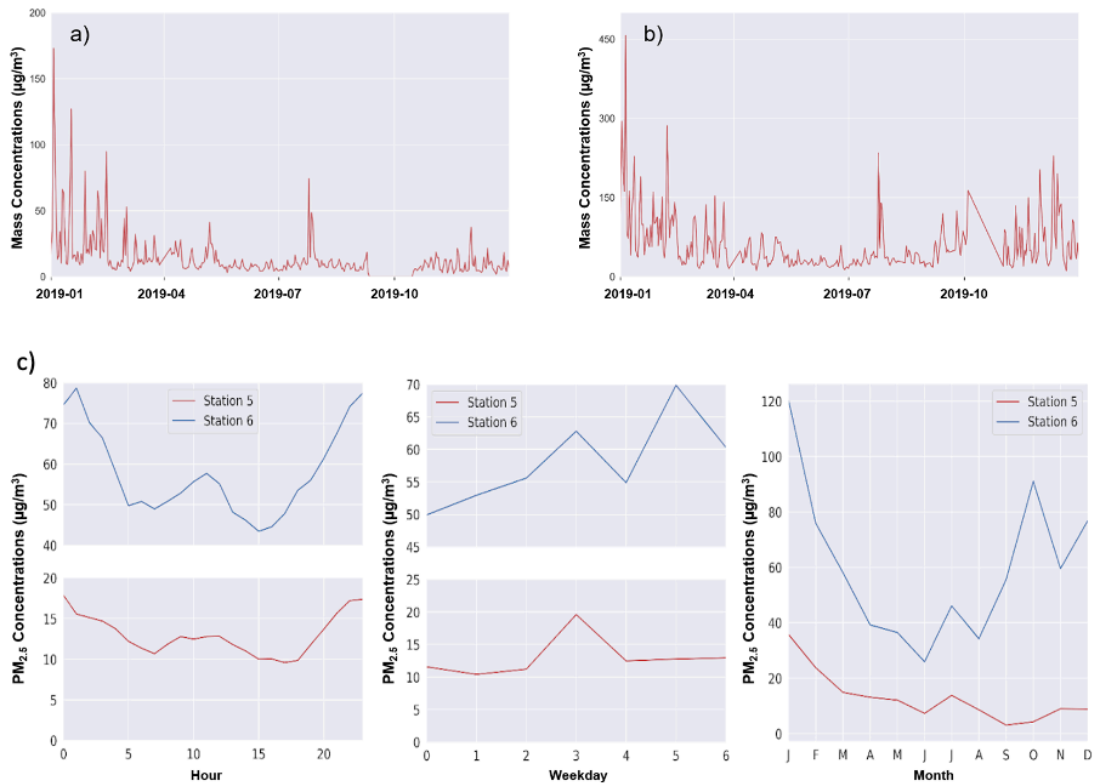 a)
Mass Concentrations (µg/m³)
200
150
100
50
0
2019-01 2019-04 2019-07 2019-10
b)
Mass Concentrations (µg/m³)
450
300
150
0
2019-01 2019-04 2019-07 2019-10
c)
PM2.5 Concentrations (µg/m³)
80
70
60
50
40
Station 5
Station 6
20
15
10
5
0
0 5 10 15 20
Hour
PM2.5 Concentrations (µg/m³)
70
65
60
55
50
45
Station 5
Station 6
25
20
15
10
5
0
0 1 2 3 4 5 6
Weekday
PM2.5 Concentrations (µg/m³)
120
100
80
60
40
20
0
Station 5
Station 6
J F M A M J J A S O N D
Month